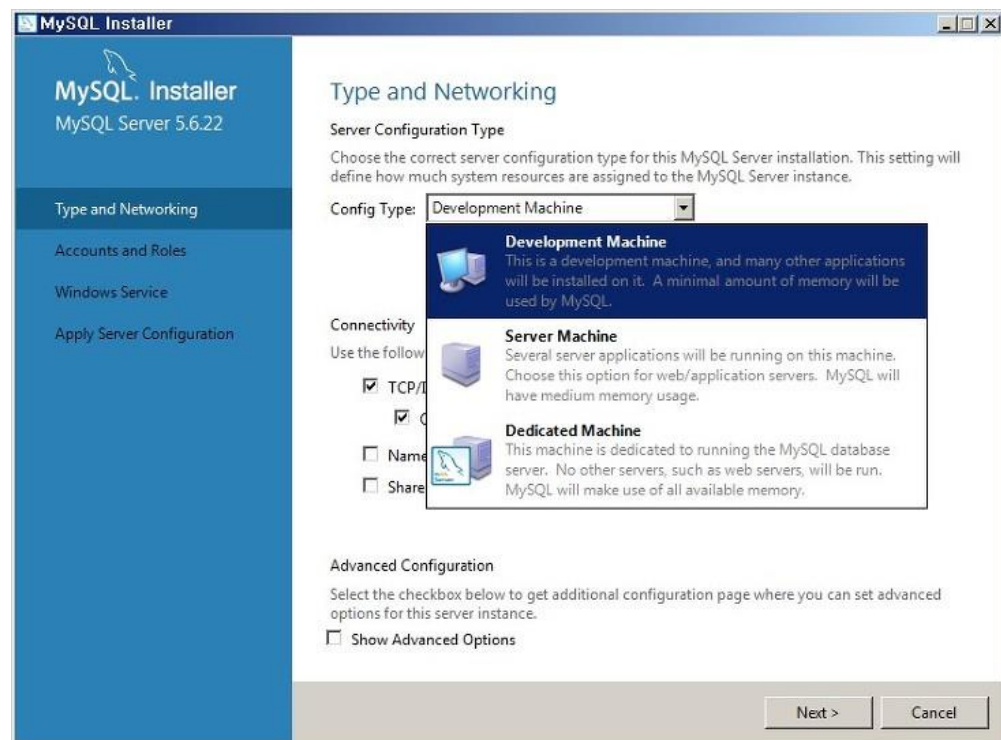 MySQL Installer
MySQL. Installer
MySQL Server 5.6.22
Type and Networking
Accounts and Roles
Windows Service
Apply Server Configuration
Type and Networking
Server Configuration Type
Choose the correct server configuration type for this MySQL Server installation. This setting will
define how much system resources are assigned to the MySQL Server instance.
Config Type: Development Machine
Development Machine
This is a development machine, and many other applications
will be installed on it. A minimal amount of memory will be
used by MySQL.
Server Machine
Several server applications will be running on this machine.
Choose this option for web/application servers. MySQL will
have medium memory usage.
Dedicated Machine
This machine is dedicated to running the MySQL database
server. No other servers, such as web servers, will be run.
MySQL will make use of all available memory.
Connectivity
Use the follow
TCP/I
Name
Share
Advanced Configuration
Select the checkbox below to get additional configuration page where you can set advanced
options for this server instance.
Show Advanced Options
Next >
Cancel